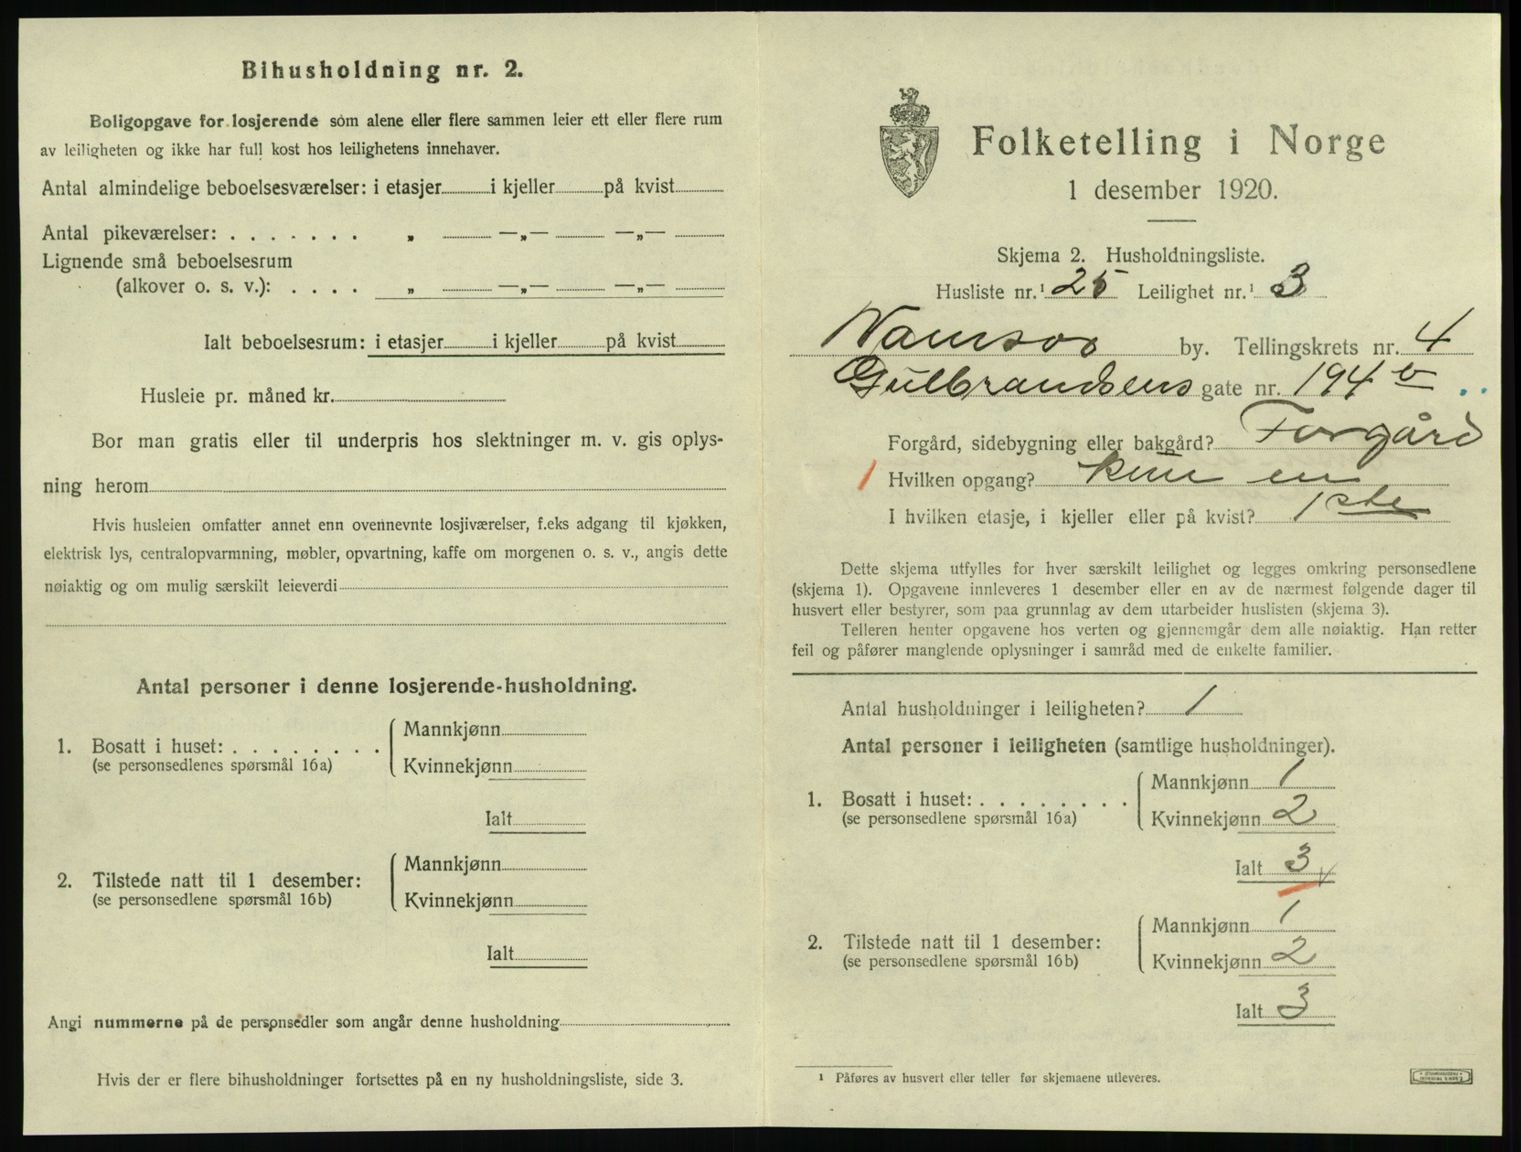 Bihusholdning nr. 2.
Boligopgave for losjerende som alene eller flere sammen leier ett eller flere rum
av leiligheten og ikke har full kost hos leilighetens innehaver.
Antal almindelige beboelsesværelser: i etasjer i kjeller på kvist
Antal pikeværelser: . . . . . . . „ —„— —„—
Lignende små beboelsesrum
(alkover o. s. v.): . . . . „ —„— —„—
Ialt beboelsesrum: i etasjer i kjeller på kvist
Husleie pr. måned kr.
Bor man gratis eller til underpris hos slektninger m. v. gis oplys-
ning herom
Hvis husleien omfatter annet enn ovennevnte losjiværelser, f.eks adgang til kjøkken,
elektrisk lys, centralopvarmning, møbler, opvartning, kaffe om morgenen o. s. v., angis dette
nøiaktig og om mulig særskilt leieverdi
Antal personer i denne losjerende-husholdning.
1. Bosatt i huset: . . . . . . . .
(se personsedlenes spørsmål 16a)
Mannkjønn
Kvinnekjønn
Ialt
2. Tilstede natt til 1 desember:
(se personsedlene spørsmål 16b)
Mannkjønn
Kvinnekjønn
Ialt
Angi nummerne på de personsedler som angår denne husholdning
Hvis der er flere bihusholdninger fortsettes på en ny husholdningsliste, side 3.
Folketelling i Norge
1 desember 1920.
Skjema 2. Husholdningsliste.
Husliste nr.¹ 25 Leilighet nr.¹ 3
Namsos by. Tellingskrets nr. 4
Gulbrandsens gate nr. 194 b
Forgård, sidebygning eller bakgård? Forgård
1 Hvilken opgang? kun en
I hvilken etasje, i kjeller eller på kvist? 1ste
Dette skjema utfylles for hver særskilt leilighet og legges omkring personsedlene
(skjema 1). Opgavene innleveres 1 desember eller en av de nærmest følgende dager til
husvert eller bestyrer, som paa grunnlag av dem utarbeider huslisten (skjema 3).
Telleren henter opgavene hos verten og gjennemgår dem alle nøiaktig. Han retter
feil og påfører manglende oplysninger i samråd med de enkelte familier.
Antal husholdninger i leiligheten? 1
Antal personer i leiligheten (samtlige husholdninger).
1. Bosatt i huset: . . . . . . . .
(se personsedlene spørsmål 16a)
Mannkjønn 1
Kvinnekjønn 2
Ialt 3
2. Tilstede natt til 1 desember:
(se personsedlene spørsmål 16b)
Mannkjønn 1
Kvinnekjønn 2
Ialt 3
¹ Påføres av husvert eller teller før skjemaene utleveres.